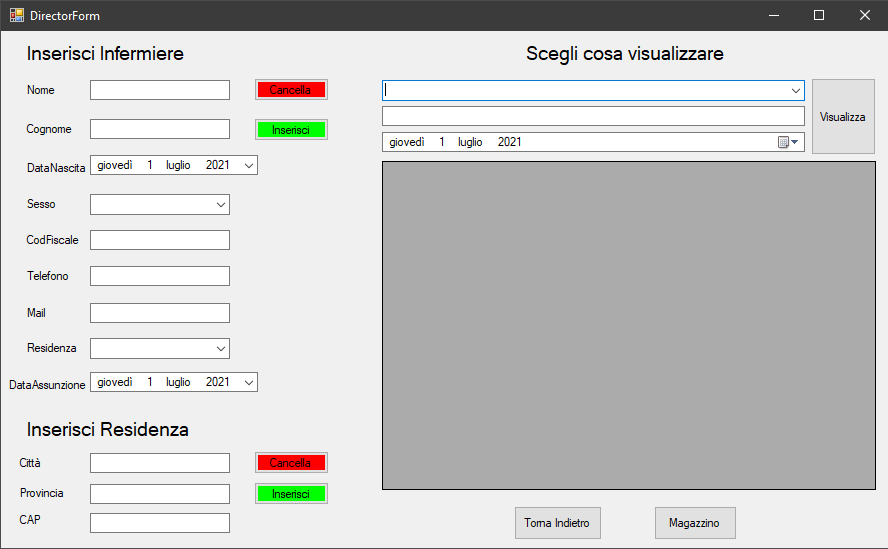 DirectorForm
Inserisci Infermiere
Nome
Cancella
Cognome
Inserisci
DataNascita
giovedì 1 luglio 2021
Sesso
CodFiscale
Telefono
Mail
Residenza
DataAssunzione
giovedì 1 luglio 2021
Inserisci Residenza
Città
Cancella
Provincia
Inserisci
CAP
Scegli cosa visualizzare
Visualizza
giovedì 1 luglio 2021
Torna Indietro
Magazzino